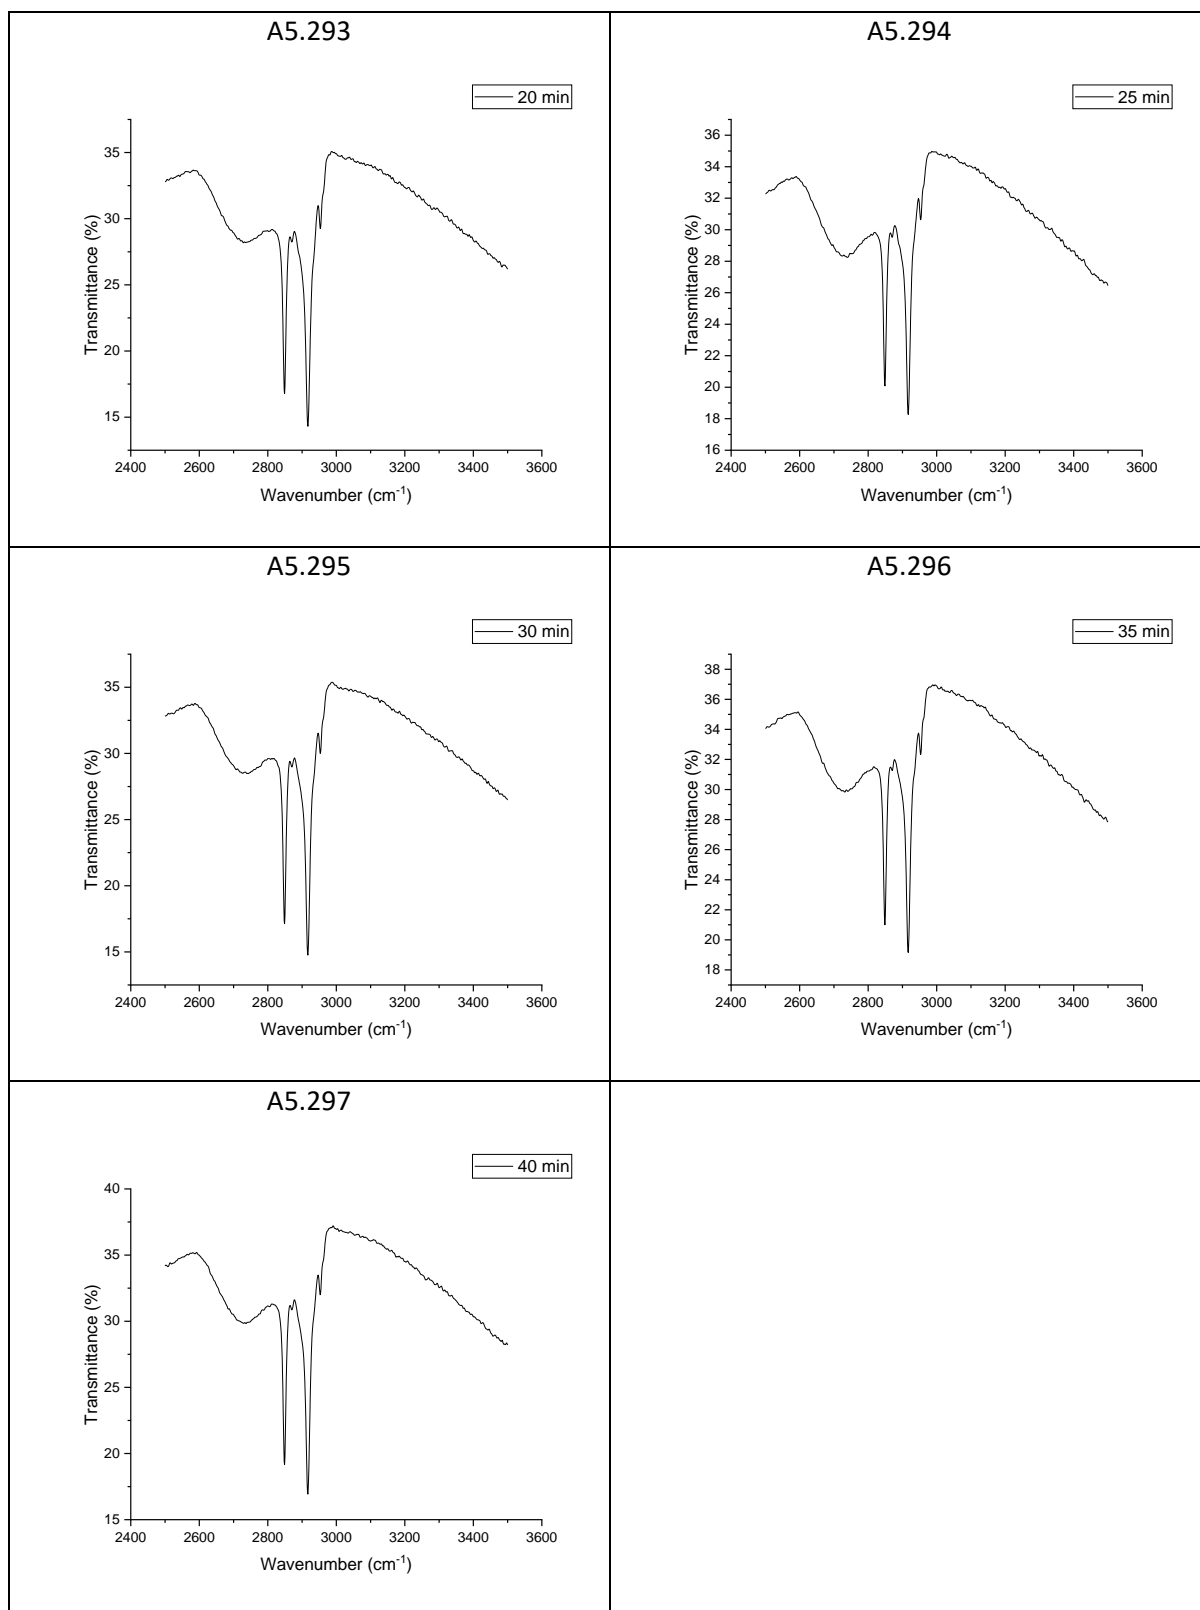 A5.293
20 min
35
30
25
20
15
2400 2600 2800 3000 3200 3400 3600
Transmittance (%)
Wavenumber (cm-1)
A5.294
25 min
36
34
32
30
28
26
24
22
20
18
16
2400 2600 2800 3000 3200 3400 3600
Transmittance (%)
Wavenumber (cm-1)
A5.295
30 min
35
30
25
20
15
2400 2600 2800 3000 3200 3400 3600
Transmittance (%)
Wavenumber (cm-1)
A5.296
35 min
38
36
34
32
30
28
26
24
22
20
18
2400 2600 2800 3000 3200 3400 3600
Transmittance (%)
Wavenumber (cm-1)
A5.297
40 min
40
35
30
25
20
15
2400 2600 2800 3000 3200 3400 3600
Transmittance (%)
Wavenumber (cm-1)